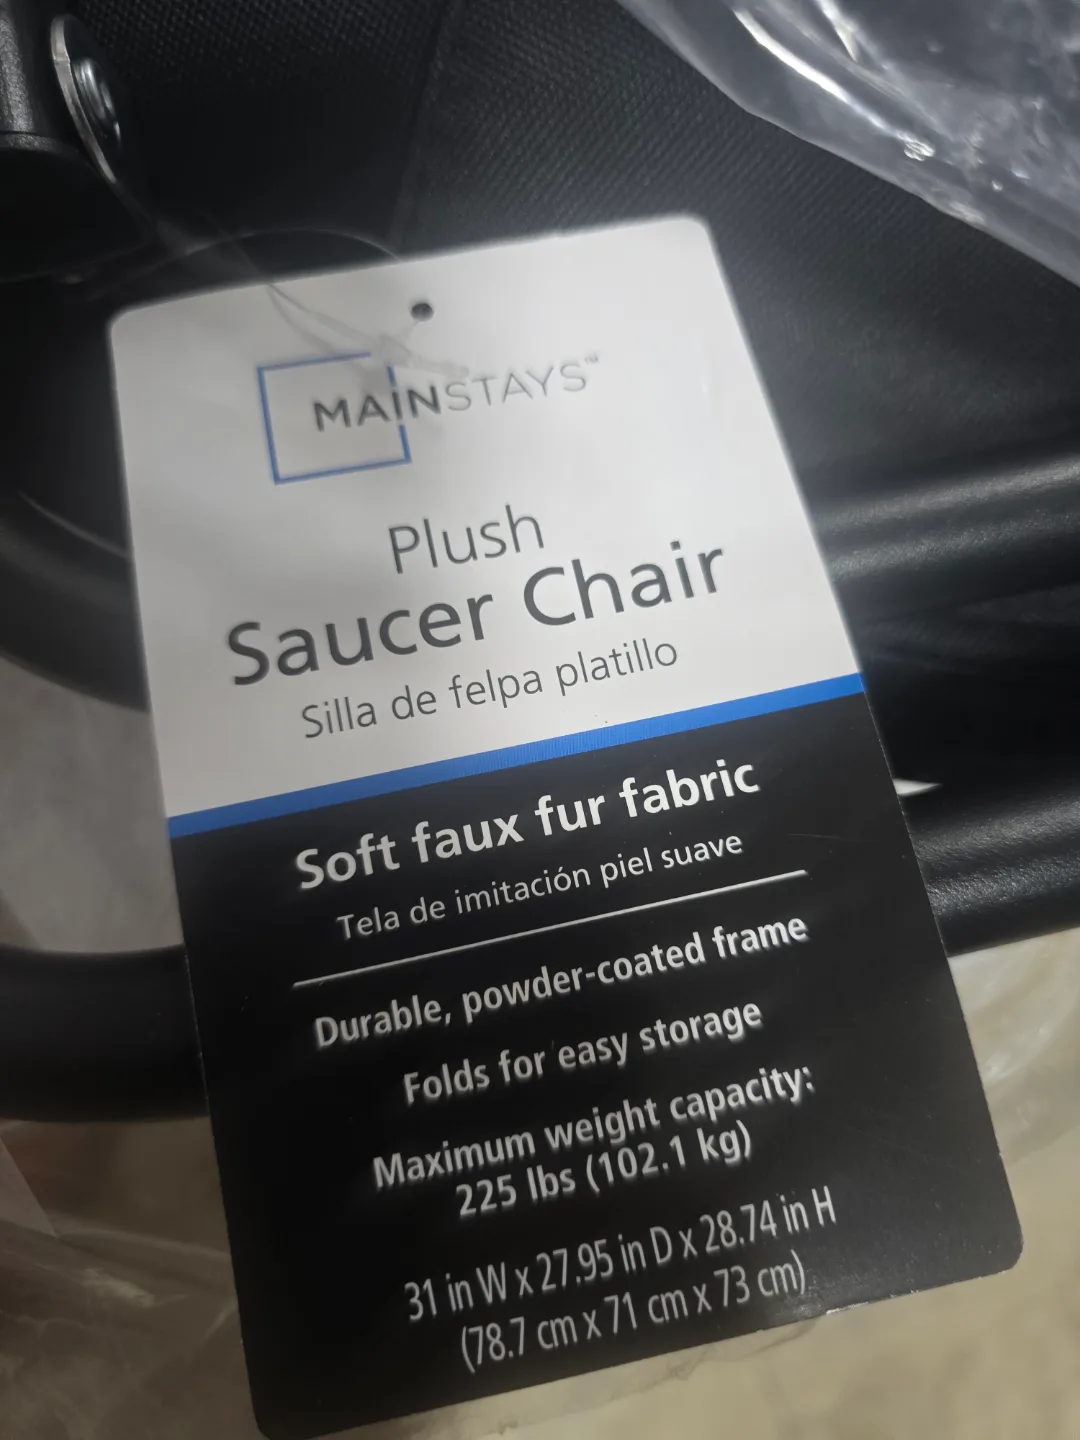 MAINSTAYS™
Plush
Saucer Chair
Silla de felpa platillo
Soft faux fur fabric
Tela de imitación piel suave
Durable, powder-coated frame
Folds for easy storage
Maximum weight capacity:
225 lbs (102.1 kg)
31 in W x 27.95 in D x 28.74 in H
(78.7 cm x 71 cm x 73 cm)